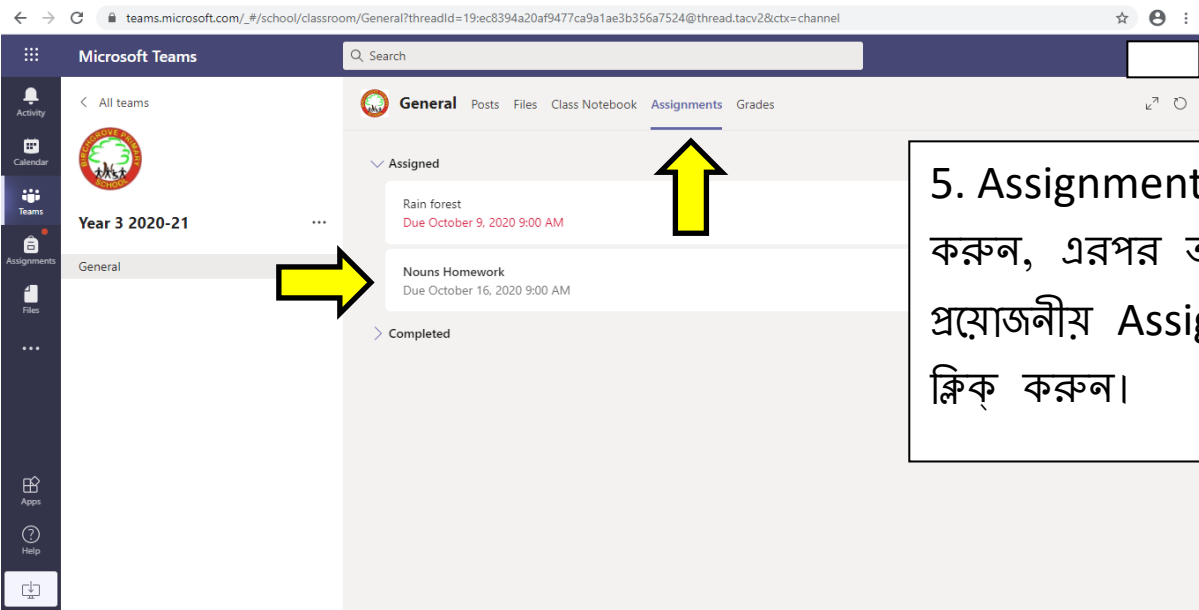 teams.microsoft.com/_#/school/classroom/General?threadId=19:ec8394a20af9477ca9a1ae3b356a7524@thread.tacv2&ctx=channel
Microsoft Teams
Search
Activity
Calendar
Teams
Assignments
Files
Apps
Help
All teams
BIRCHGROVE PRIMARY SCHOOL
Year 3 2020-21
General
General Posts Files Class Notebook Assignments Grades
Assigned
Rain forest
Due October 9, 2020 9:00 AM
Nouns Homework
Due October 16, 2020 9:00 AM
Completed
5. Assignment
করুন, এরপর
প্রয়োজনীয়
ক্লিক্ করুন।